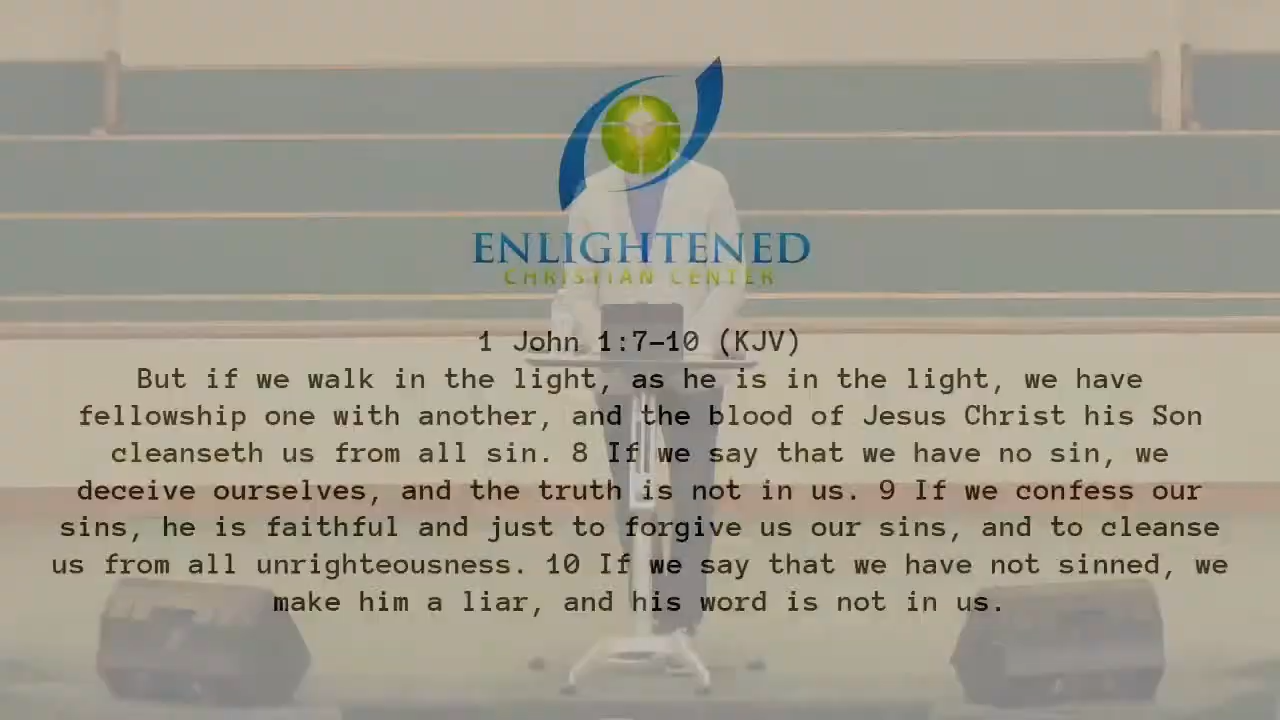 ENLIGHTENED
CHRISTIAN CENTER
1 John 1:7-10 (KJV)
But if we walk in the light, as he is in the light, we have
fellowship one with another, and the blood of Jesus Christ his Son
cleanseth us from all sin. 8 If we say that we have no sin, we
deceive ourselves, and the truth is not in us. 9 If we confess our
sins, he is faithful and just to forgive us our sins, and to cleanse
us from all unrighteousness. 10 If we say that we have not sinned, we
make him a liar, and his word is not in us.